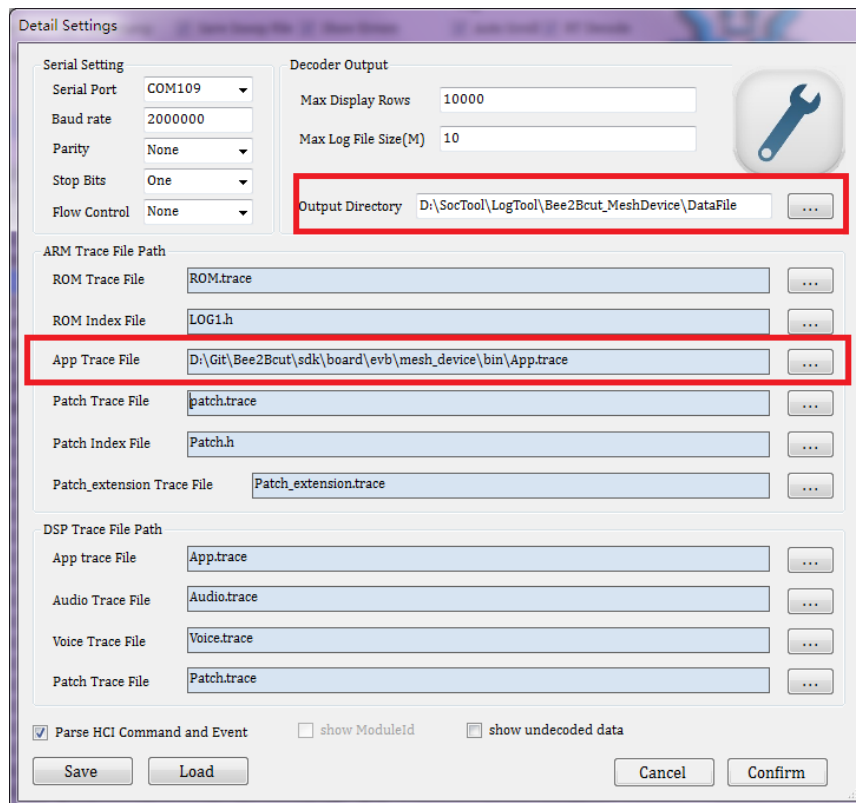 Detail Settings
Serial Setting
Serial Port COM109
Baud rate 2000000
Parity None
Stop Bits One
Flow Control None
Decoder Output
Max Display Rows 10000
Max Log File Size(M) 10
Output Directory D:\SocTool\LogTool\Bee2Bcut_MeshDevice\DataFile ...
ARM Trace File Path
ROM Trace File ROM.trace ...
ROM Index File LOG1.h ...
App Trace File D:\Git\Bee2Bcut\sdk\board\evb\mesh_device\bin\App.trace ...
Patch Trace File patch.trace ...
Patch Index File Patch.h ...
Patch_extension Trace File Patch_extension.trace ...
DSP Trace File Path
App trace File App.trace ...
Audio Trace File Audio.trace ...
Voice Trace File Voice.trace ...
Patch Trace File Patch.trace ...
Parse HCI Command and Event show ModuleId show undecoded data
Save Load Cancel Confirm